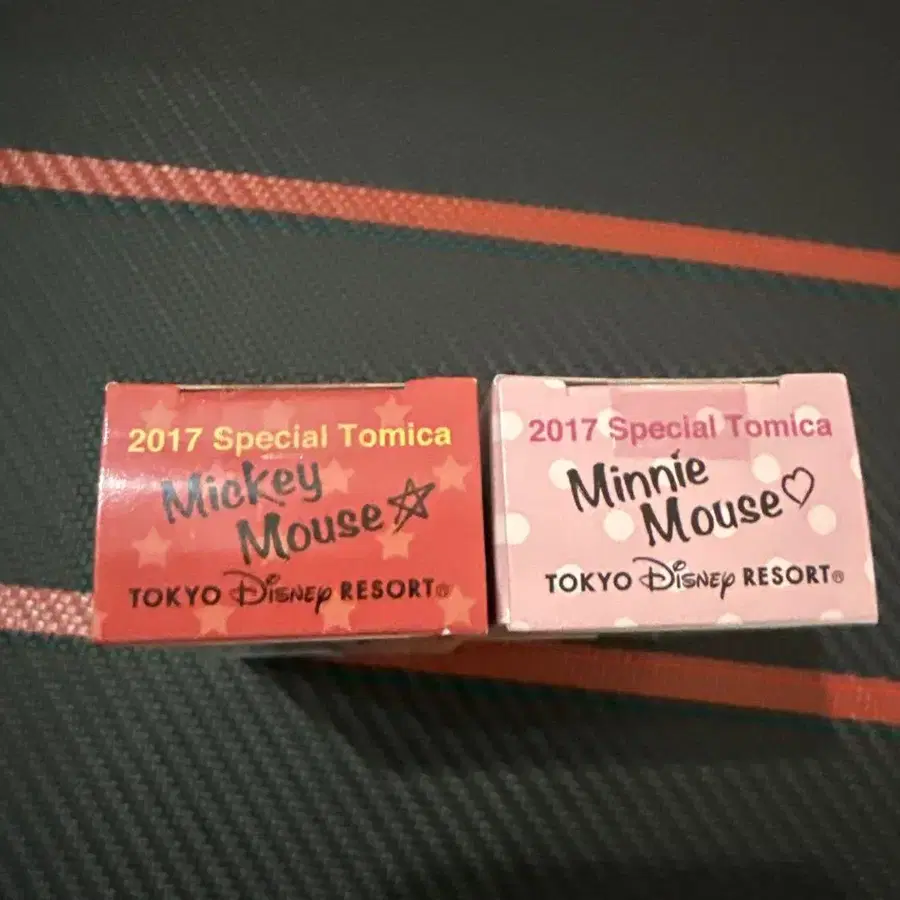 2017 Special Tomica
Mickey
Mouse☆
TOKYO Disney RESORT®
2017 Special Tomica
Minnie
Mouse♡
TOKYO Disney RESORT®